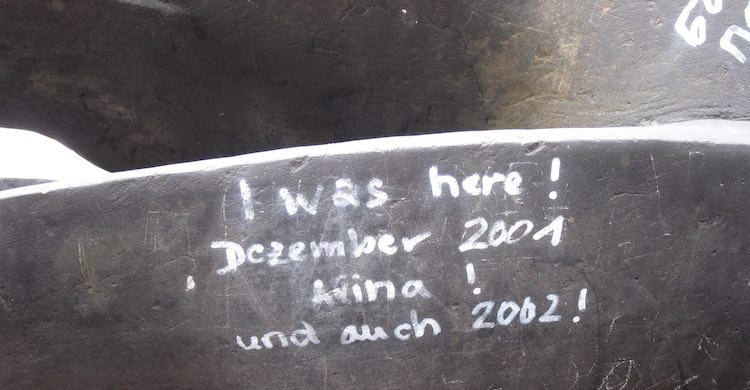 I was here!
Dezember 2001
Nina!
und auch 2002!